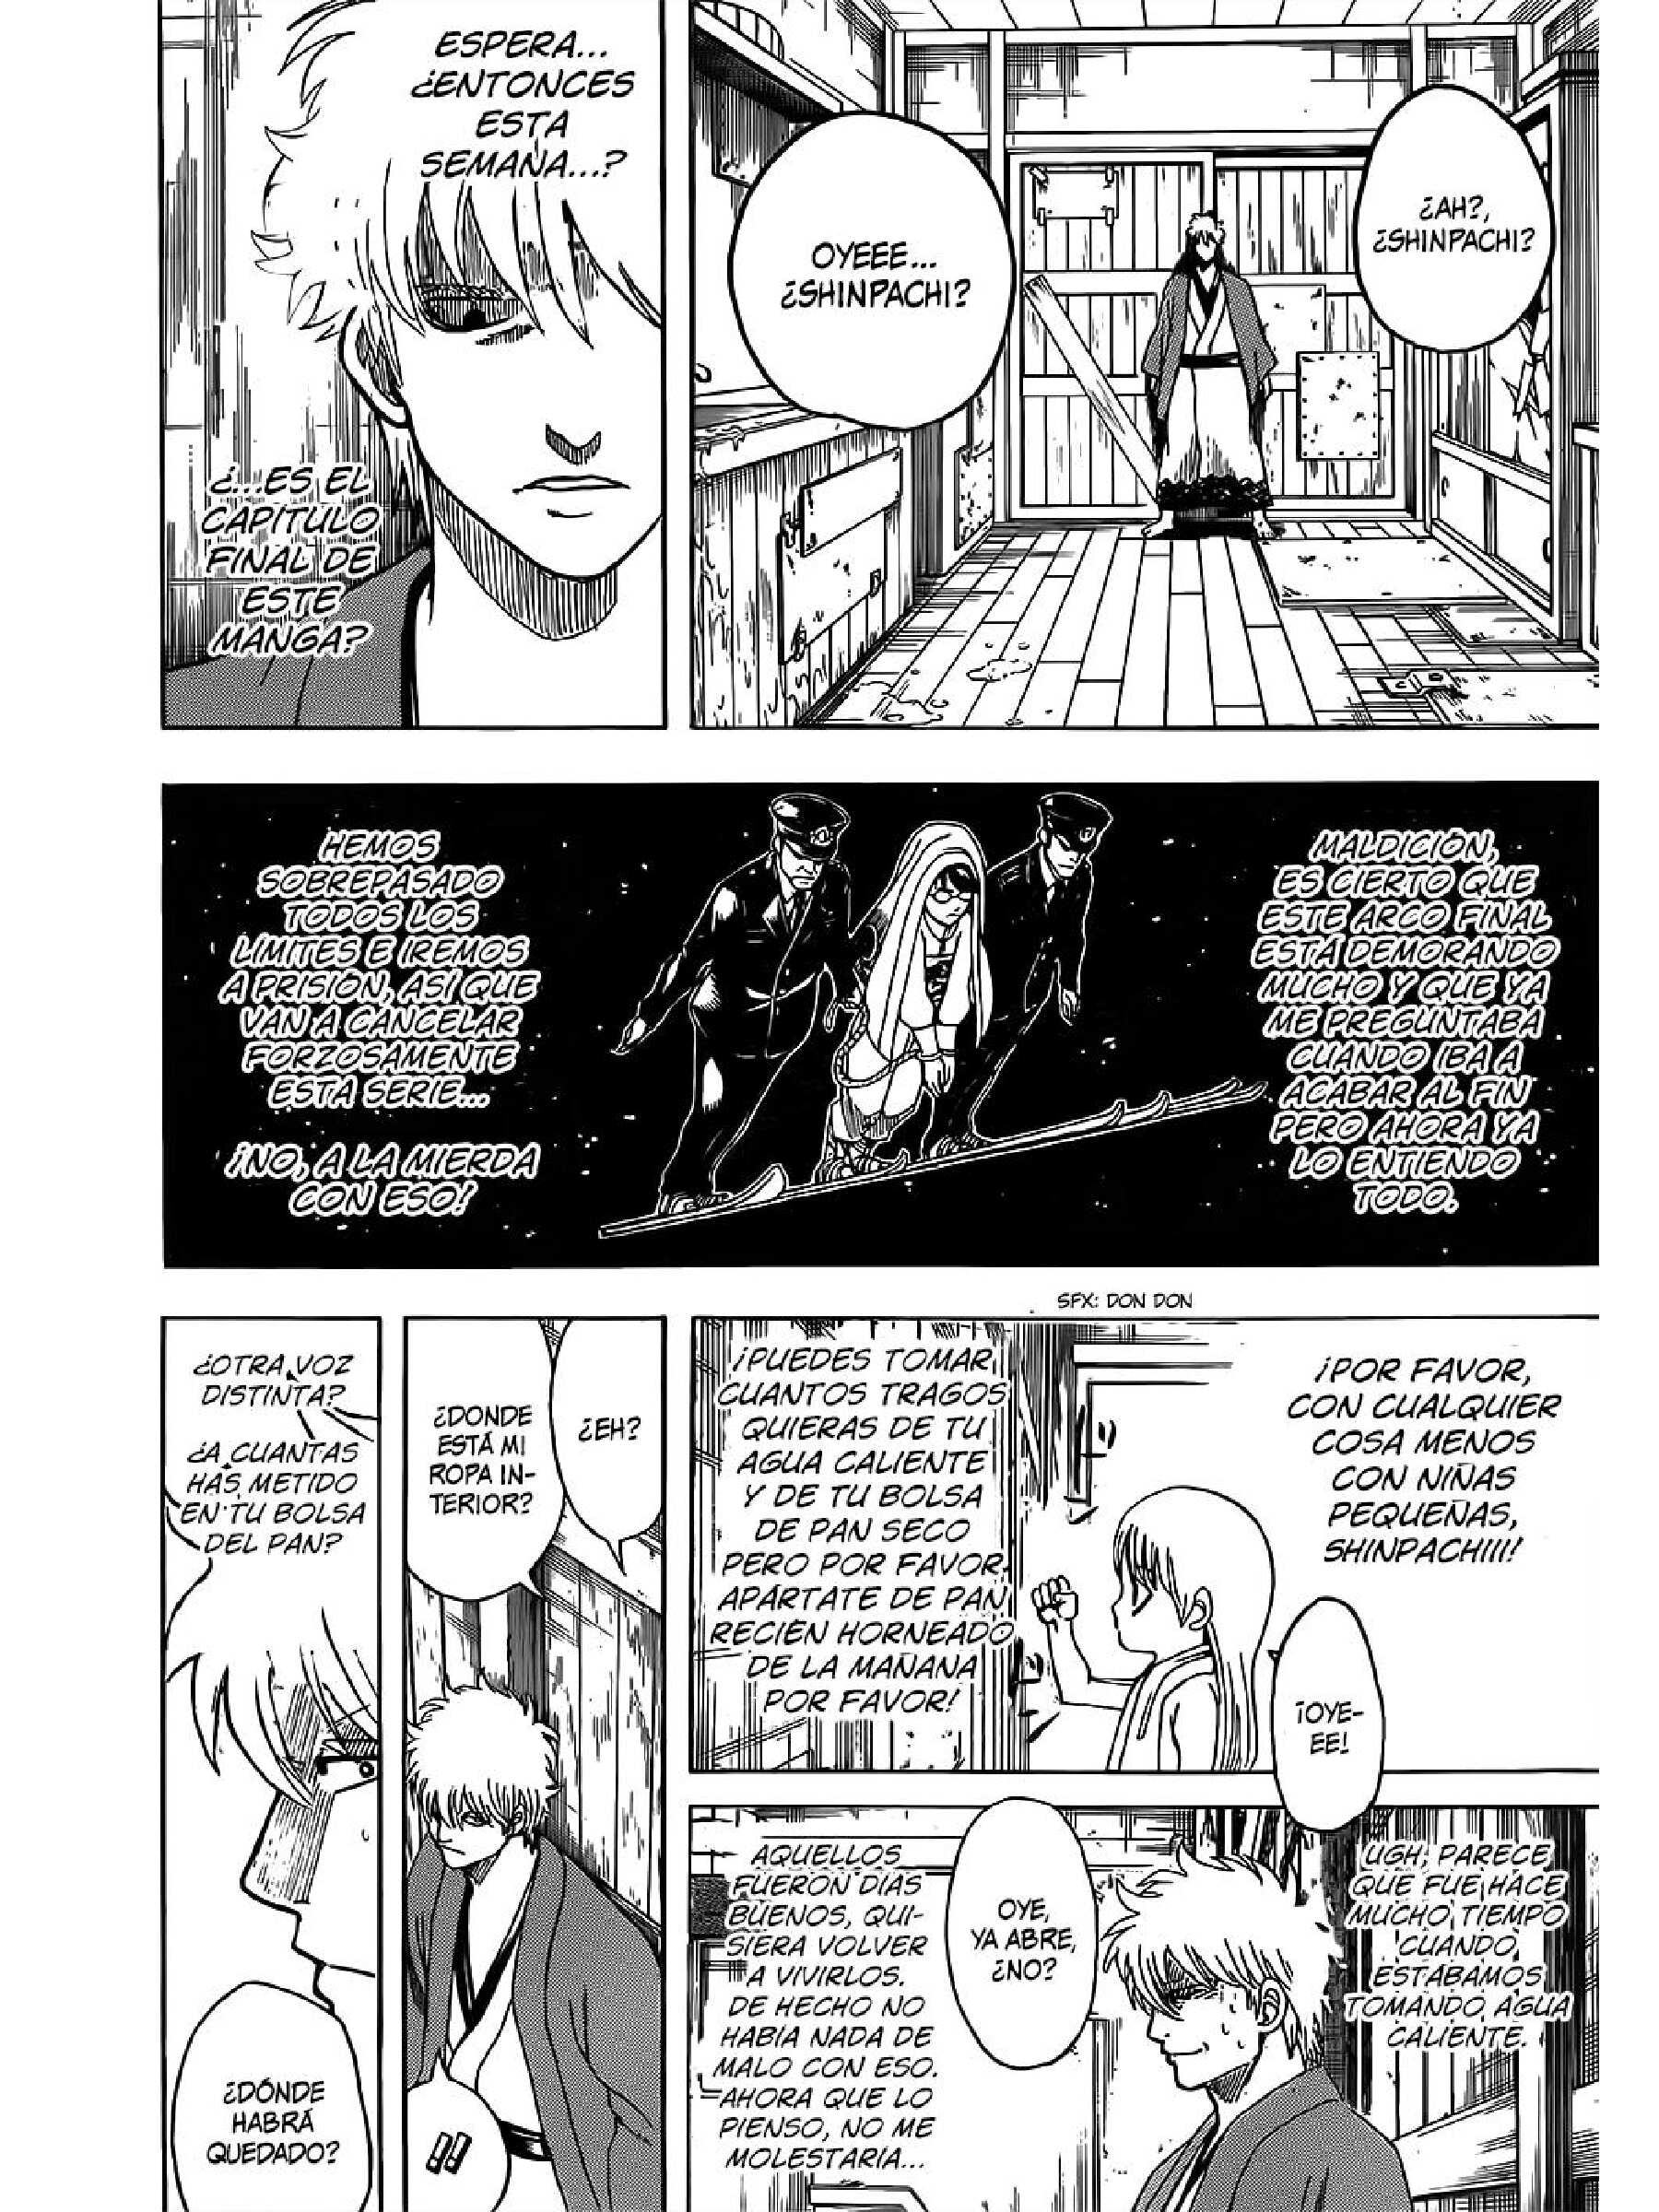 ¿AH?,
¿SHINPACHI?
OYEEE...
¿SHINPACHI?
ESPERA...
¿ENTONCES
ESTA
SEMANA...?
¿...ES EL
CAPÍTULO
FINAL DE
ESTE
MANGA?
MALDICIÓN,
ES CIERTO QUE
ESTE ARCO FINAL
ESTÁ DEMORANDO
MUCHO Y QUE YA
ME PREGUNTABA
CUANDO IBA A
ACABAR AL FIN
PERO AHORA YA
LO ENTIENDO
TODO.
HEMOS
SOBREPASADO
TODOS LOS
LÍMITES E IREMOS
A PRISIÓN, ASÍ QUE
VAN A CANCELAR
FORZOSAMENTE
ESTA SERIE...
¡NO, A LA MIERDA
CON ESO!
SFX: DON DON
¡POR FAVOR,
CON CUALQUIER
COSA MENOS
CON NIÑAS
PEQUEÑAS,
SHINPACHIII!
¡PUEDES TOMAR
CUANTOS TRAGOS
QUIERAS DE TU
AGUA CALIENTE
Y DE TU BOLSA
DE PAN SECO
PERO POR FAVOR,
APÁRTATE DE PAN
RECIÉN HORNEADO
DE LA MAÑANA
POR FAVOR!
¡OYE-
EE!
UGH, PARECE
QUE FUE HACE
MUCHO TIEMPO
CUANDO
ESTÁBAMOS
TOMANDO AGUA
CALIENTE.
OYE,
YA ABRE,
¿NO?
AQUELLOS
FUERON DÍAS
BUENOS, QUI-
SIERA VOLVER
A VIVIRLOS.
DE HECHO NO
HABÍA NADA DE
MALO CON ESO.
AHORA QUE LO
PIENSO, NO ME
MOLESTARÍA...
¿EH?
¿DONDE
ESTÁ MI
ROPA IN-
TERIOR?
!!
¿OTRA VOZ
DISTINTA?
¿A CUÁNTAS
HAS METIDO
EN TU BOLSA
DEL PAN?
¿DÓNDE
HABRÁ
QUEDADO?